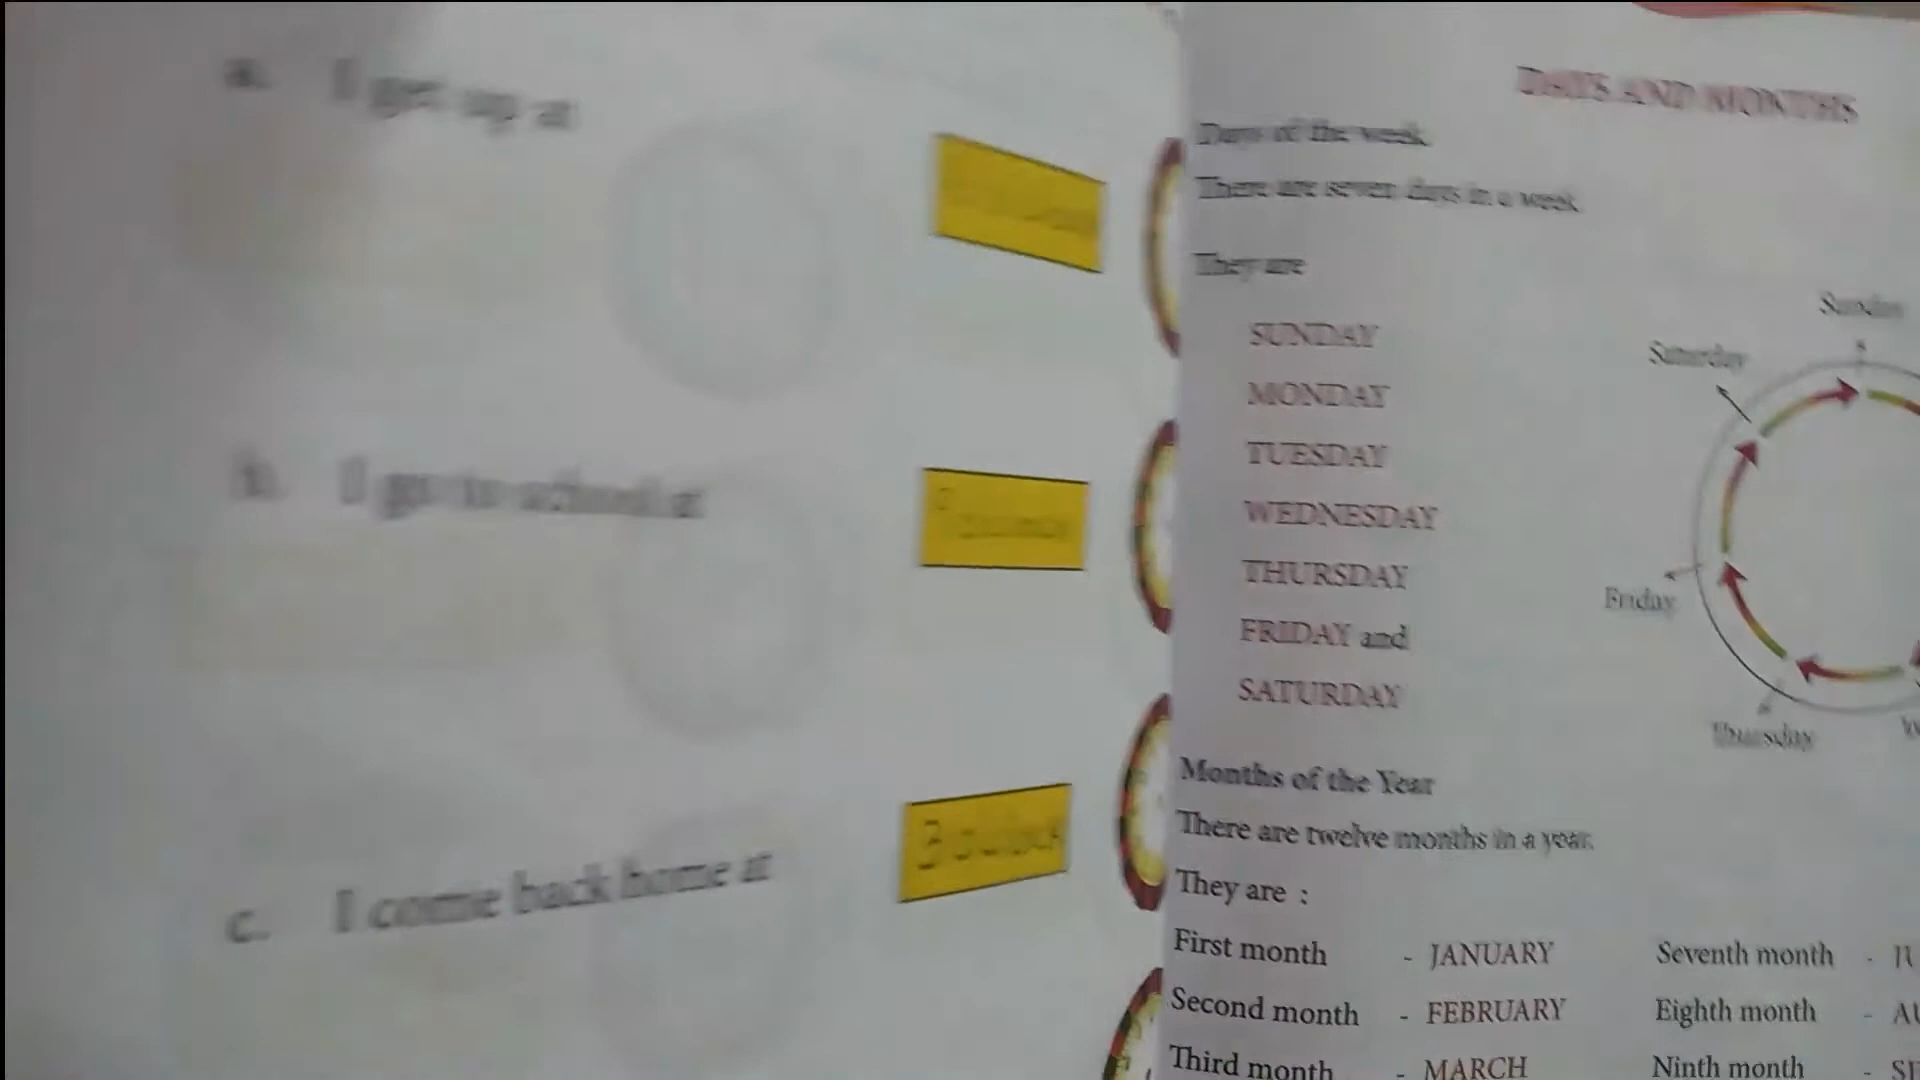 a. I get up at
b. I go to school at
c. I come back home at
3 o'clock
DAYS AND MONTHS
Days of the week
There are seven days in a week
They are
SUNDAY
MONDAY
TUESDAY
WEDNESDAY
THURSDAY
FRIDAY and
SATURDAY
Sunday
Saturday
Friday
Thursday
Months of the Year
There are twelve months in a year.
They are :
First month - JANUARY Seventh month -
Second month - FEBRUARY Eighth month -
Third month - MARCH Ninth month -